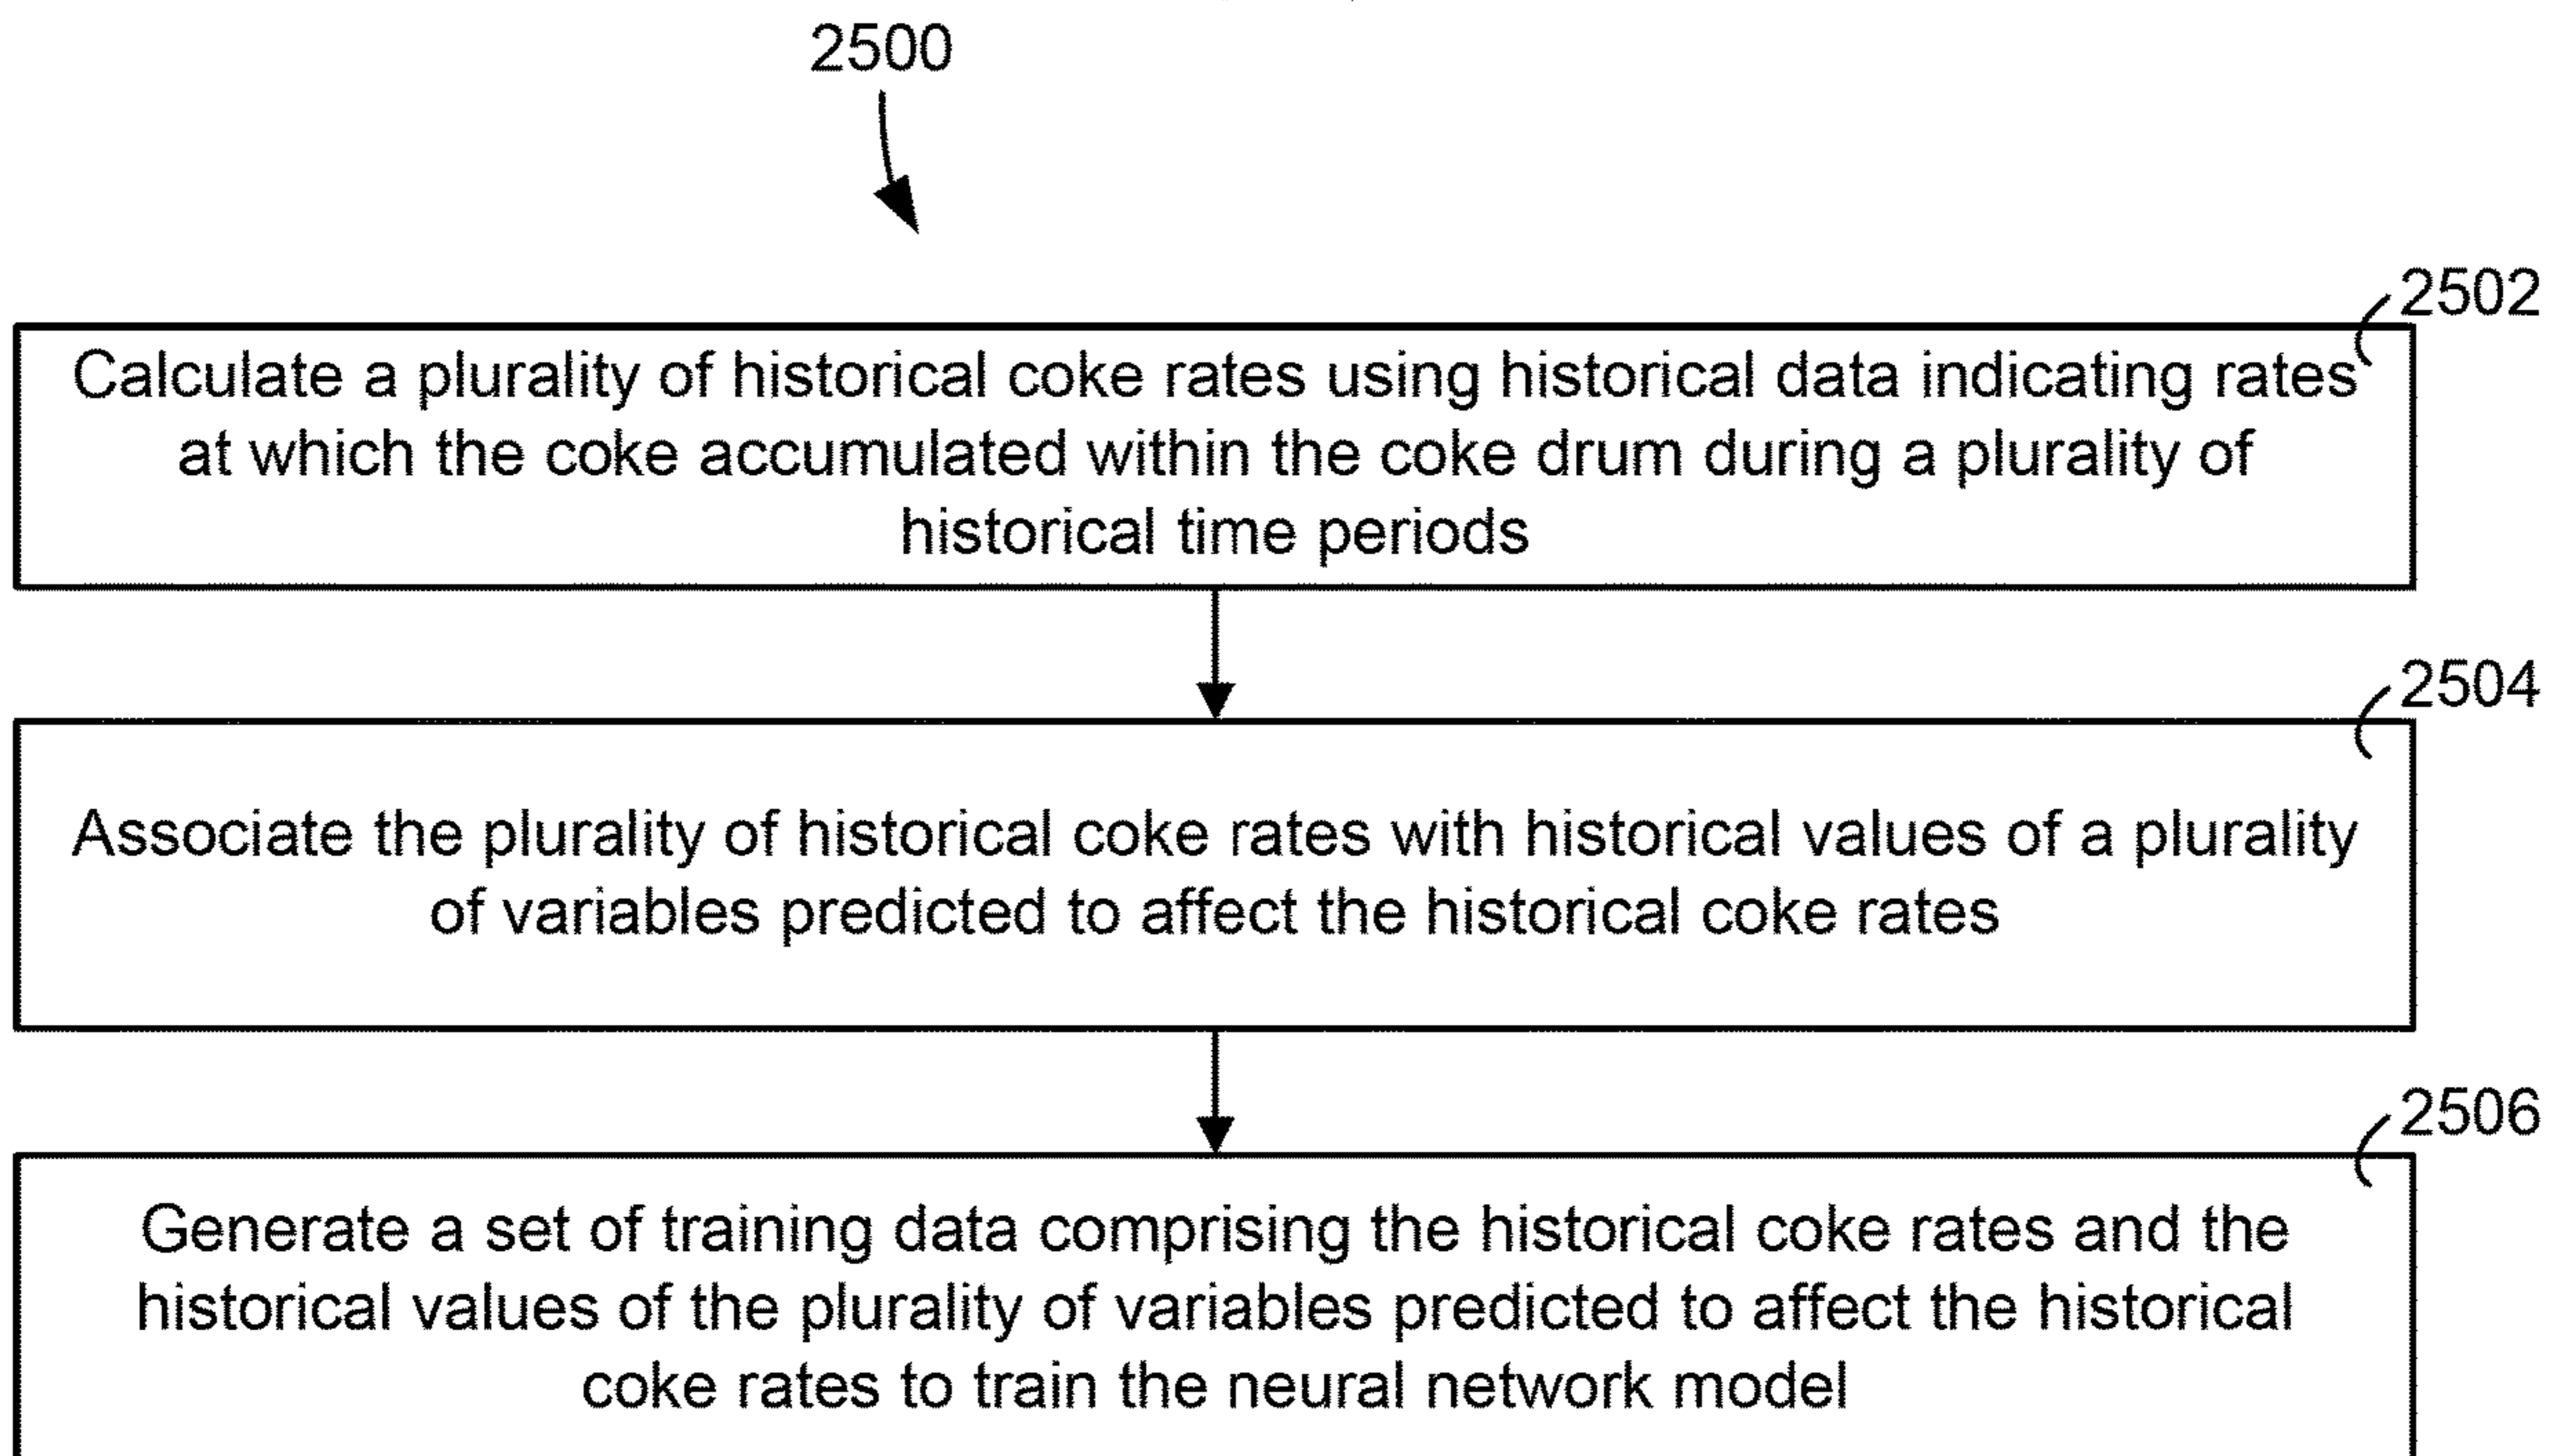 2500
2502
Calculate a plurality of historical coke rates using historical data indicating rates
at which the coke accumulated within the coke drum during a plurality of
historical time periods
2504
Associate the plurality of historical coke rates with historical values of a plurality
of variables predicted to affect the historical coke rates
2506
Generate a set of training data comprising the historical coke rates and the
historical values of the plurality of variables predicted to affect the historical
coke rates to train the neural network model